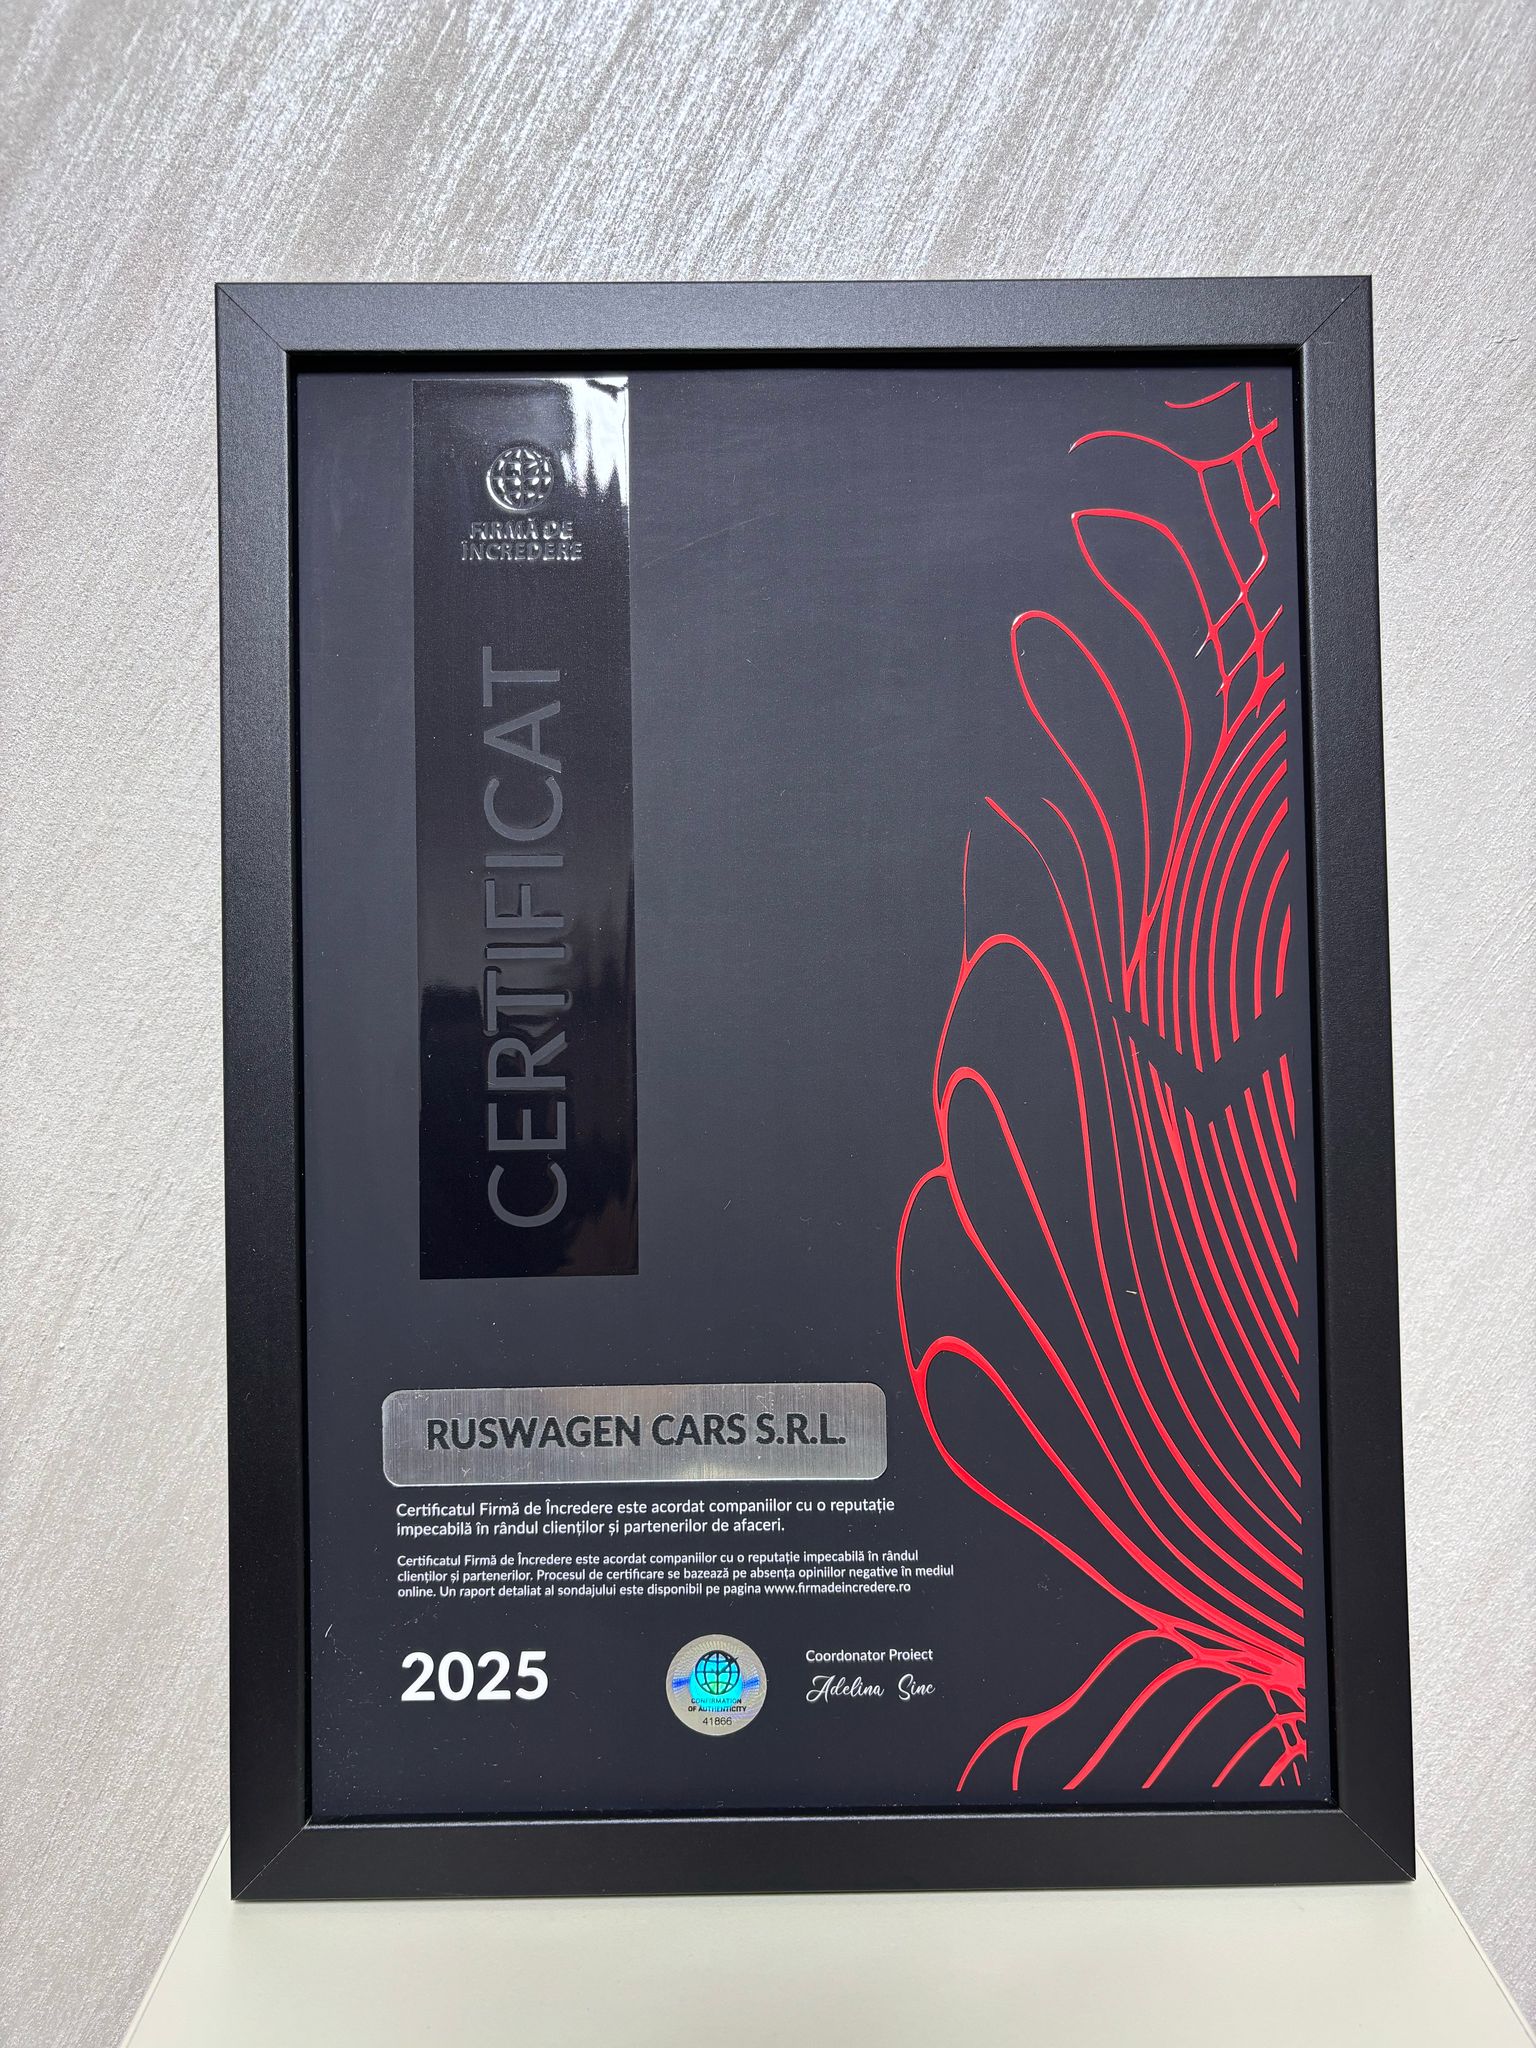 FIRMĂ DE
ÎNCREDERE
CERTIFICAT
RUSWAGEN CARS S.R.L.
Certificatul Firmă de Încredere este acordat companiilor cu o reputație
impecabilă în rândul clienților și partenerilor de afaceri.
Certificatul Firmă de Încredere este acordat companiilor cu o reputație impecabilă în rândul
clienților și partenerilor. Procesul de certificare se bazează pe absența opiniilor negative în mediul
online. Un raport detaliat al sondajului este disponibil pe pagina www.firmadeincredere.ro
2025
CONFIRMATION
OF AUTHENTICITY
41866
Coordonator Proiect
Adelina Sinc